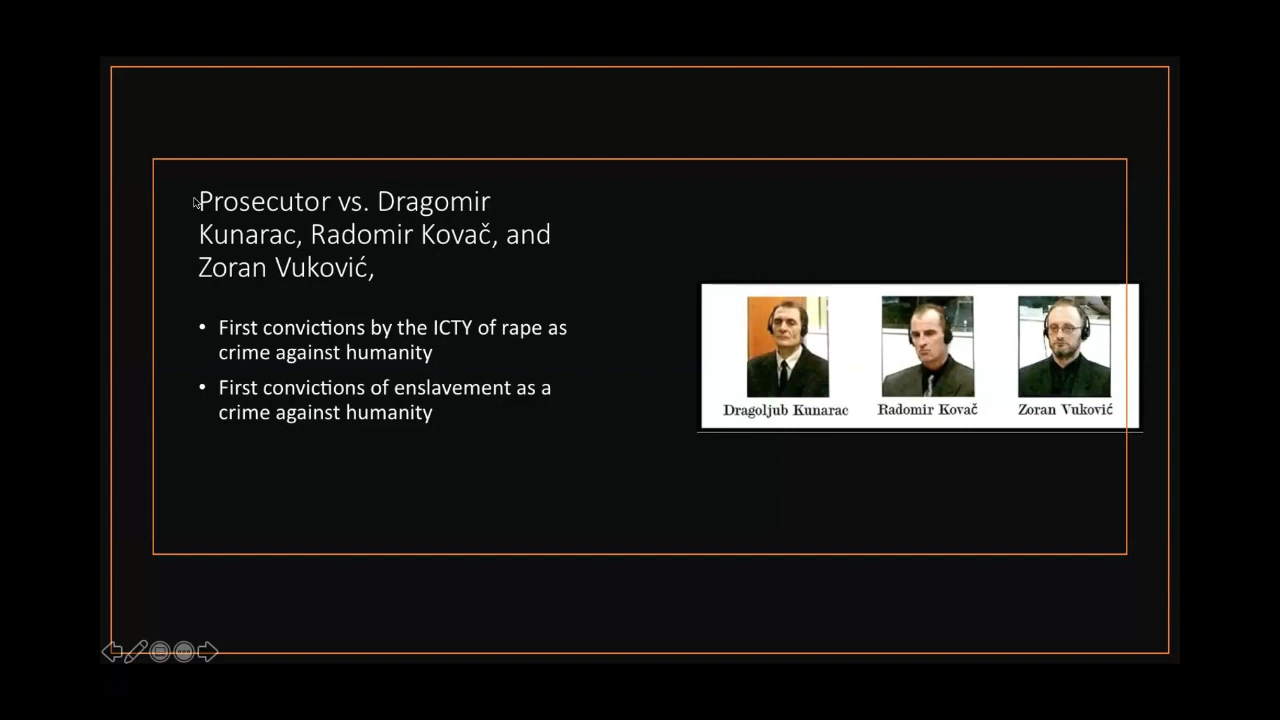 Prosecutor vs. Dragomir
Kunarac, Radomir Kovač, and
Zoran Vuković,
• First convictions by the ICTY of rape as
crime against humanity
• First convictions of enslavement as a
crime against humanity
Dragoljub Kunarac
Radomir Kovač
Zoran Vuković